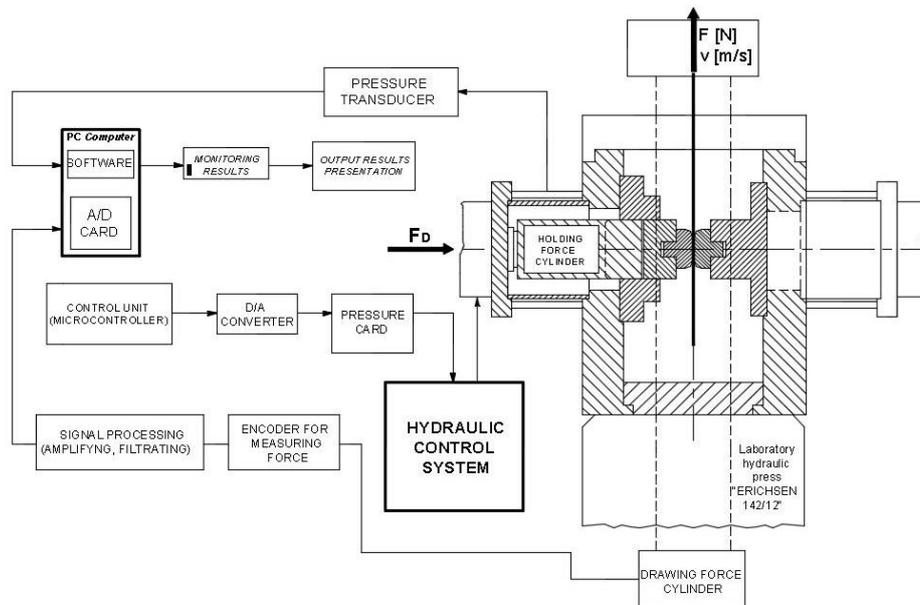 F [N]
v [m/s]
PRESSURE
TRANSDUCER
PC Computer
SOFTWARE
MONITORING
RESULTS
OUTPUT RESULTS
PRESENTATION
A/D
CARD
FD
HOLDING
FORCE
CYLINDER
CONTROL UNIT
(MICROCONTROLLER)
D/A
CONVERTER
PRESSURE
CARD
HYDRAULIC
CONTROL
SYSTEM
SIGNAL PROCESSING
(AMPLIFYNG, FILTRATING)
ENCODER FOR
MEASURING
FORCE
Laboratory
hydraulic
press
"ERICHSEN
142/12"
DRAWING FORCE
CYLINDER